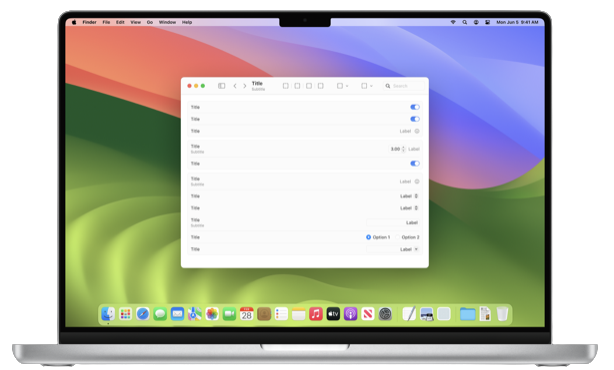 Finder File Edit View Go Window Help Mon Jun 5 9:41 AM
Title
Subtitle
Search
Title
Title
Title Label
Title
Subtitle
3.00 Label
Title
Title
Subtitle
Label
Title Label
Title Label
Title
Subtitle
Label
Title Option 1 Option 2
Title Label
28
tv